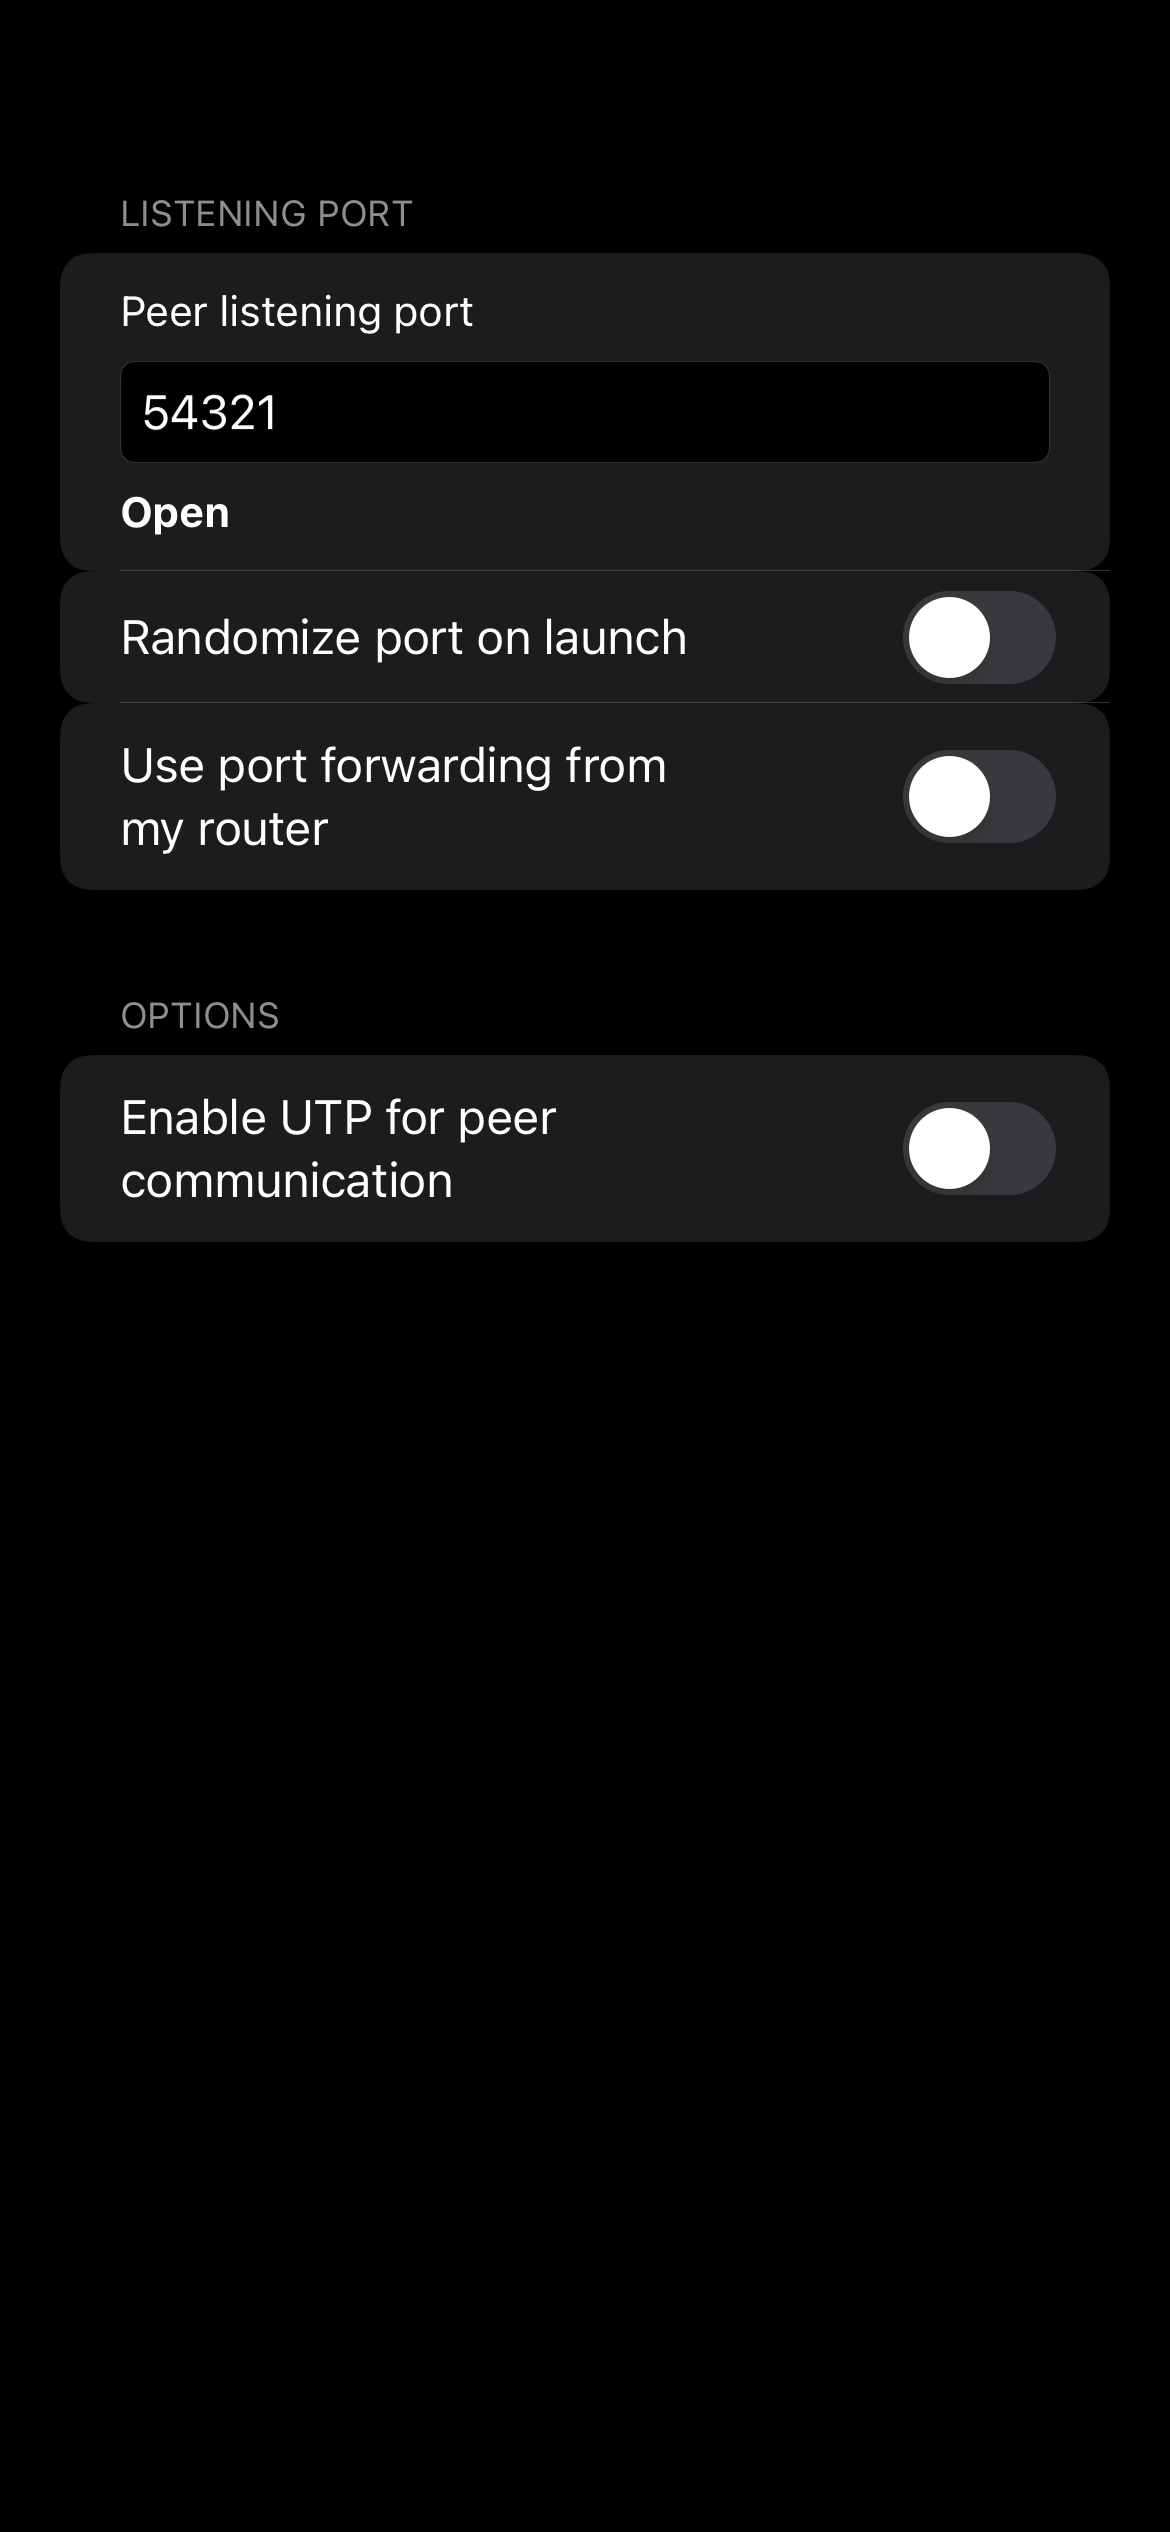 LISTENING PORT
Peer listening port
54321
Open
Randomize port on launch
Use port forwarding from
my router
OPTIONS
Enable UTP for peer
communication